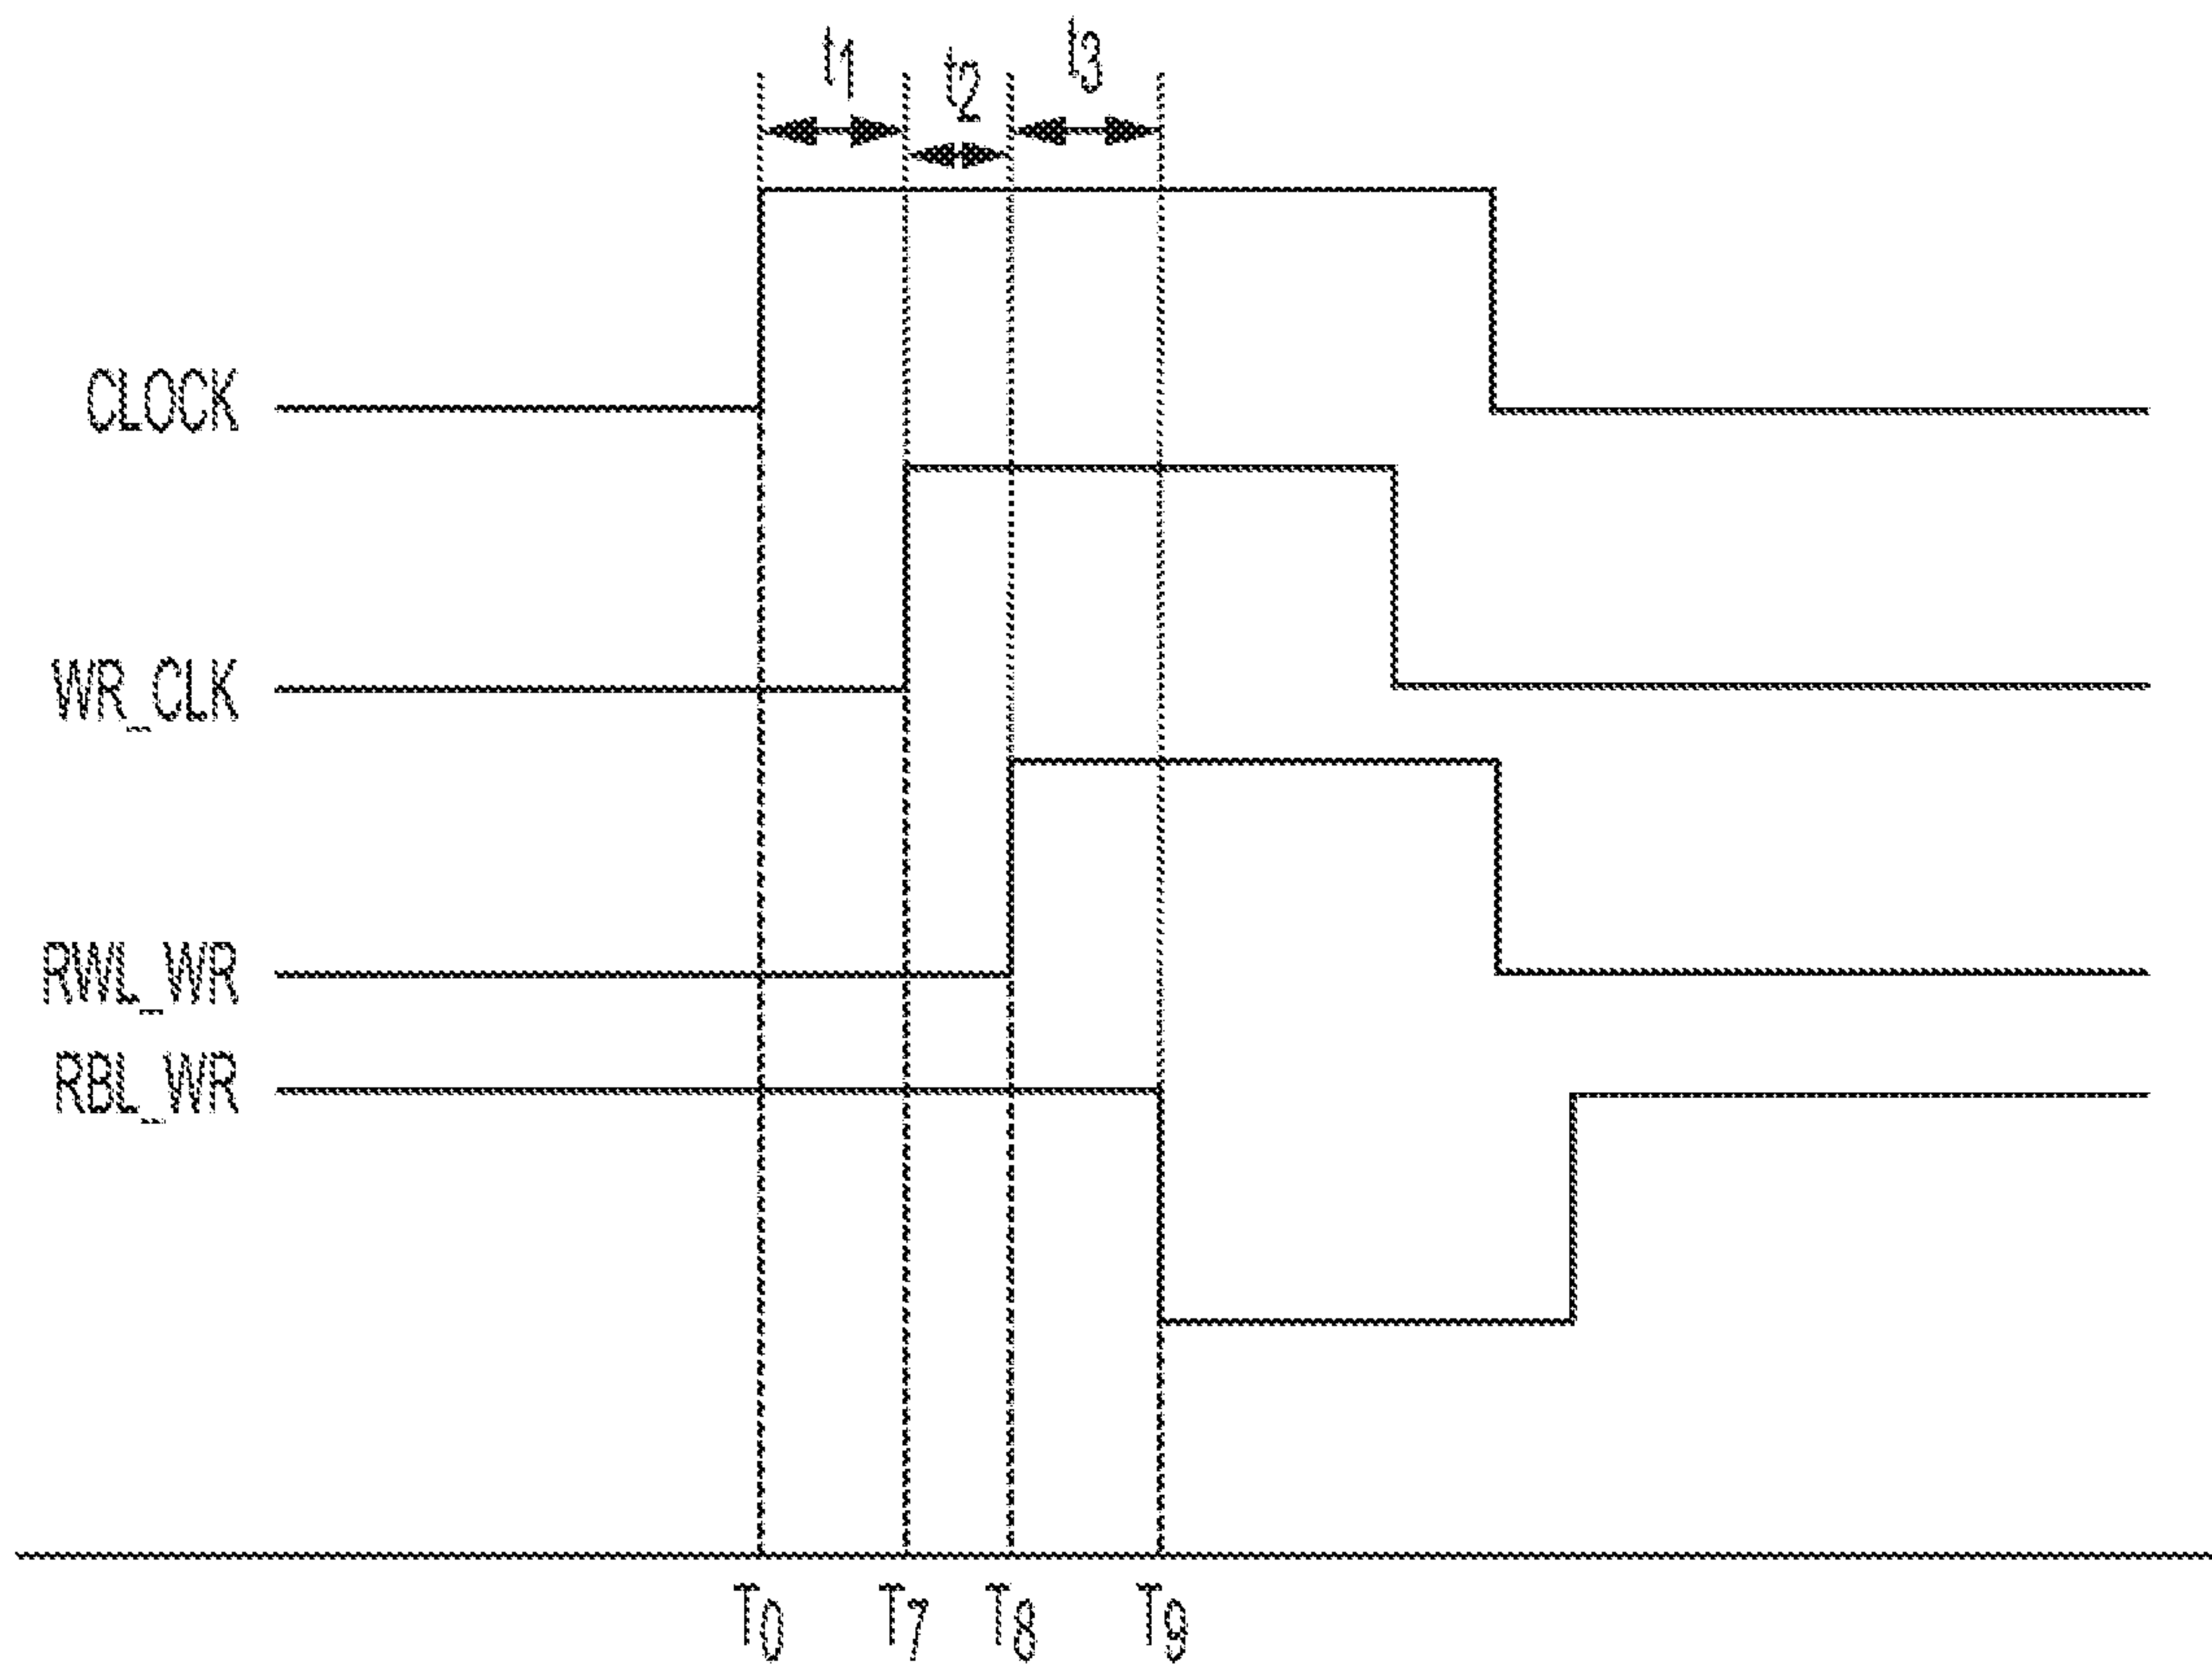 t1 t2 t3
CLOCK
WR_CLK
RWL_WR
RBL_WR
T0 T7 T8 T9